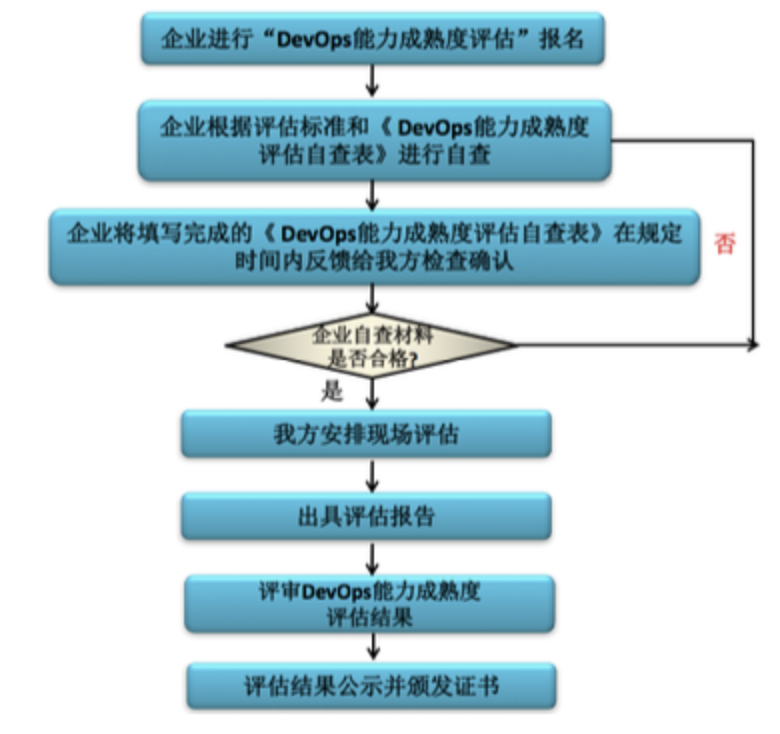 企业进行“DevOps能力成熟度评估”报名
企业根据评估标准和《 DevOps能力成熟度
评估自查表》进行自查
企业将填写完成的《 DevOps能力成熟度评估自查表》在规定
时间内反馈给我方检查确认
否
企业自查材料
是否合格?
是
我方安排现场评估
出具评估报告
评审DevOps能力成熟度
评估结果
评估结果公示并颁发证书